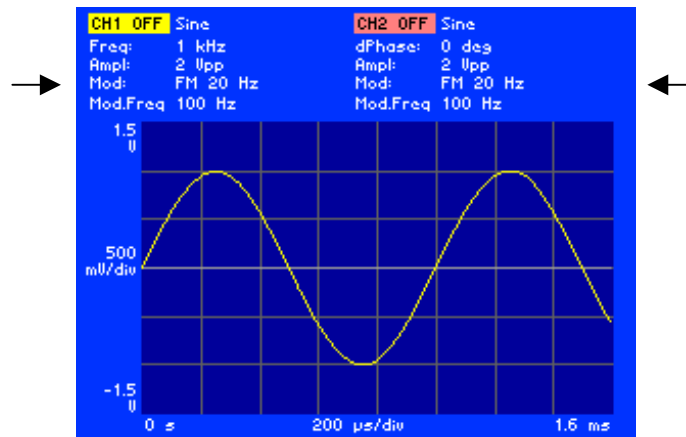 CH1 OFF Sine
Freq: 1 kHz
Ampl: 2 Vpp
Mod: FM 20 Hz
Mod.Freq 100 Hz
CH2 OFF Sine
dPhase: 0 deg
Ampl: 2 Vpp
Mod: FM 20 Hz
Mod.Freq 100 Hz
1.5
V
500
mV/div
-1.5
V
0 s 200 µs/div 1.6 ms